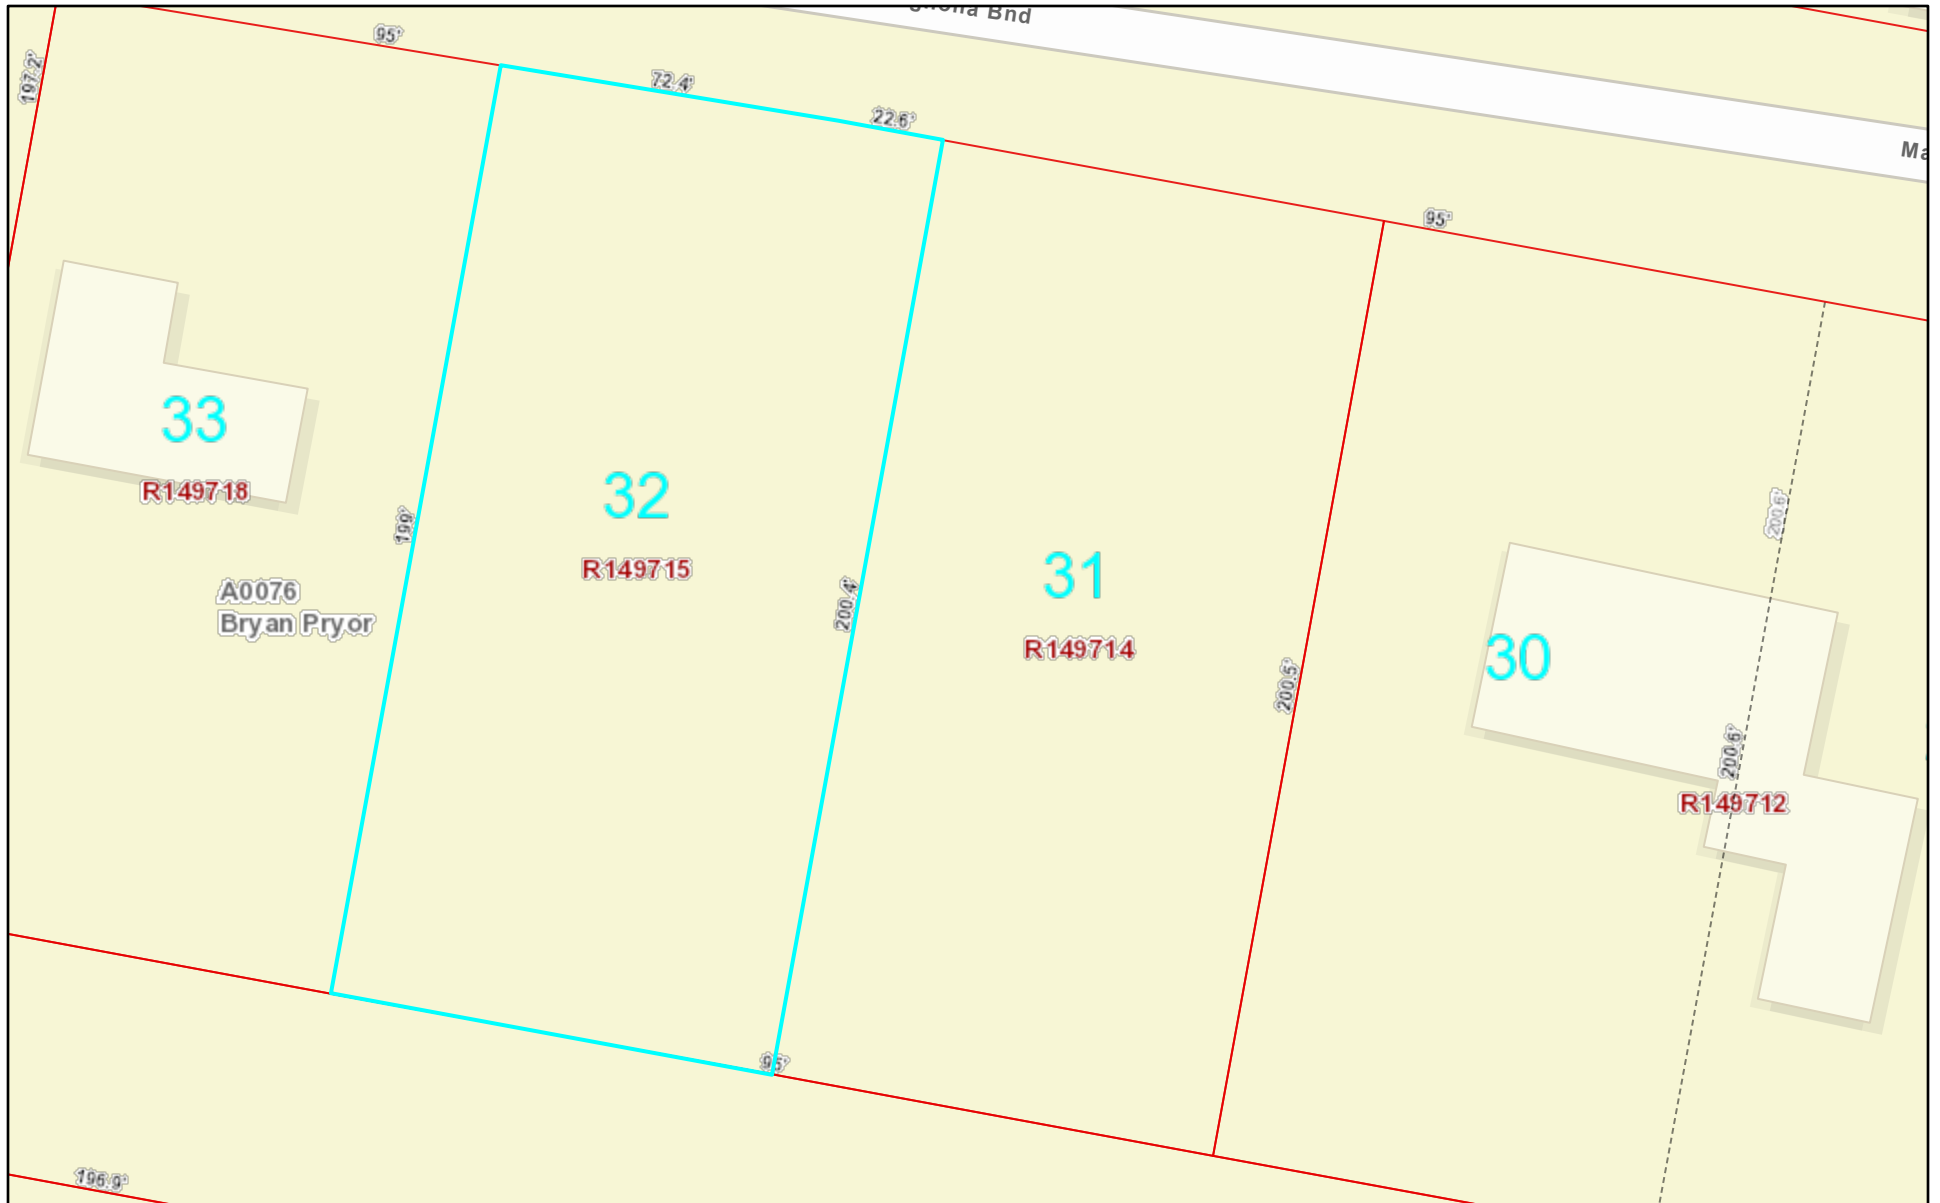 Bnd
95'
197.2'
72.4'
22.6'
Ma
95'
33
R149718
32
199'
R149715
200.6'
31
A0076
Bryan Pryor
200.4'
R149714
30
200.5'
200.6'
R149712
95'
196.9'